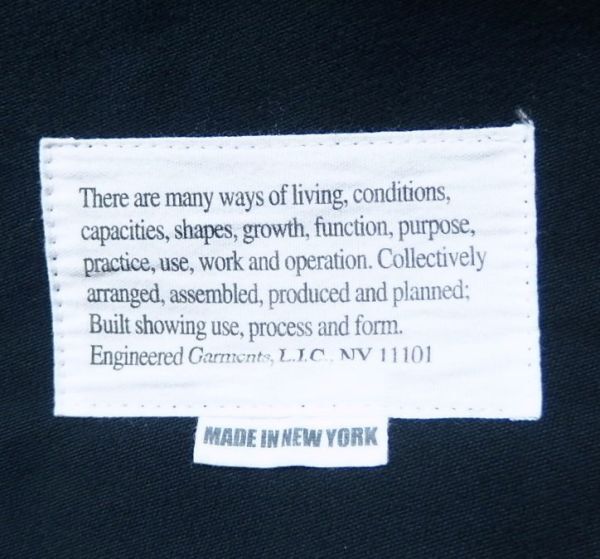 There are many ways of living, conditions,
capacities, shapes, growth, function, purpose,
practice, use, work and operation. Collectively
arranged, assembled, produced and planned;
Built showing use, process and form.
Engineered Garments, L.I.C., NY 11101
MADE IN NEW YORK